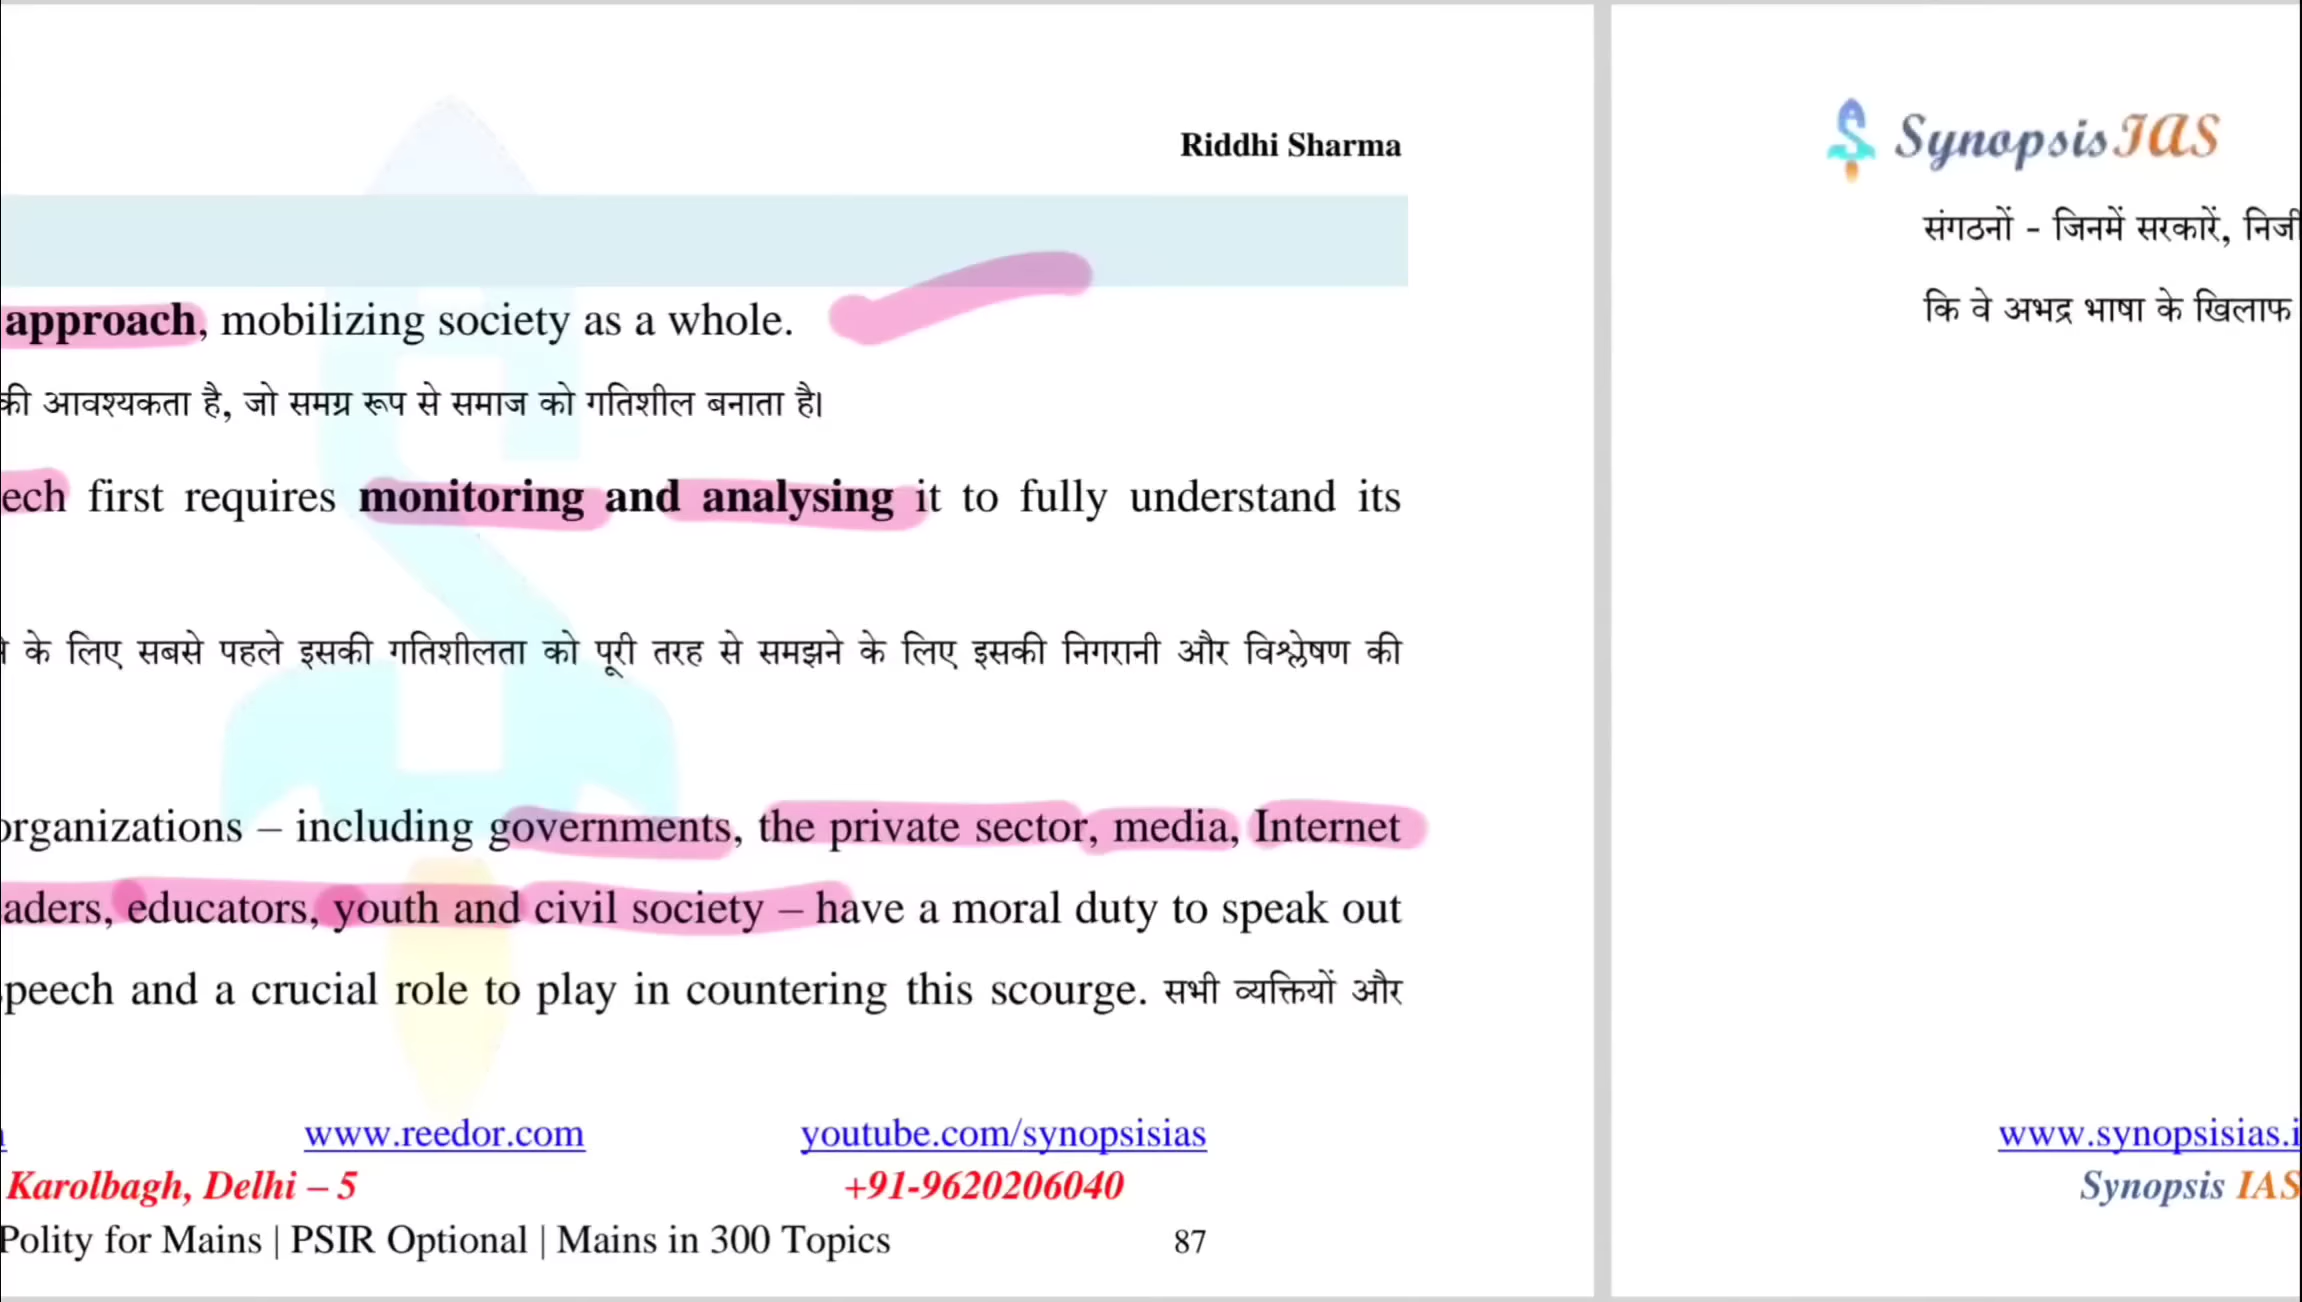 Riddhi Sharma
approach, mobilizing society as a whole.
की आवश्यकता है, जो समग्र रूप से समाज को गतिशील बनाता है।
ech first requires monitoring and analysing it to fully understand its
के लिए सबसे पहले इसकी गतिशीलता को पूरी तरह से समझने के लिए इसकी निगरानी और विश्लेषण की
organizations – including governments, the private sector, media, Internet
aders, educators, youth and civil society – have a moral duty to speak out
peech and a crucial role to play in countering this scourge. सभी व्यक्तियों और
www.reedor.com youtube.com/synopsisias
Karolbagh, Delhi – 5 +91-9620206040
Polity for Mains | PSIR Optional | Mains in 300 Topics 87
Synopsis IAS
संगठनों - जिनमें सरकारें, निजी
कि वे अभद्र भाषा के खिलाफ
www.synopsisias.i
Synopsis IAS